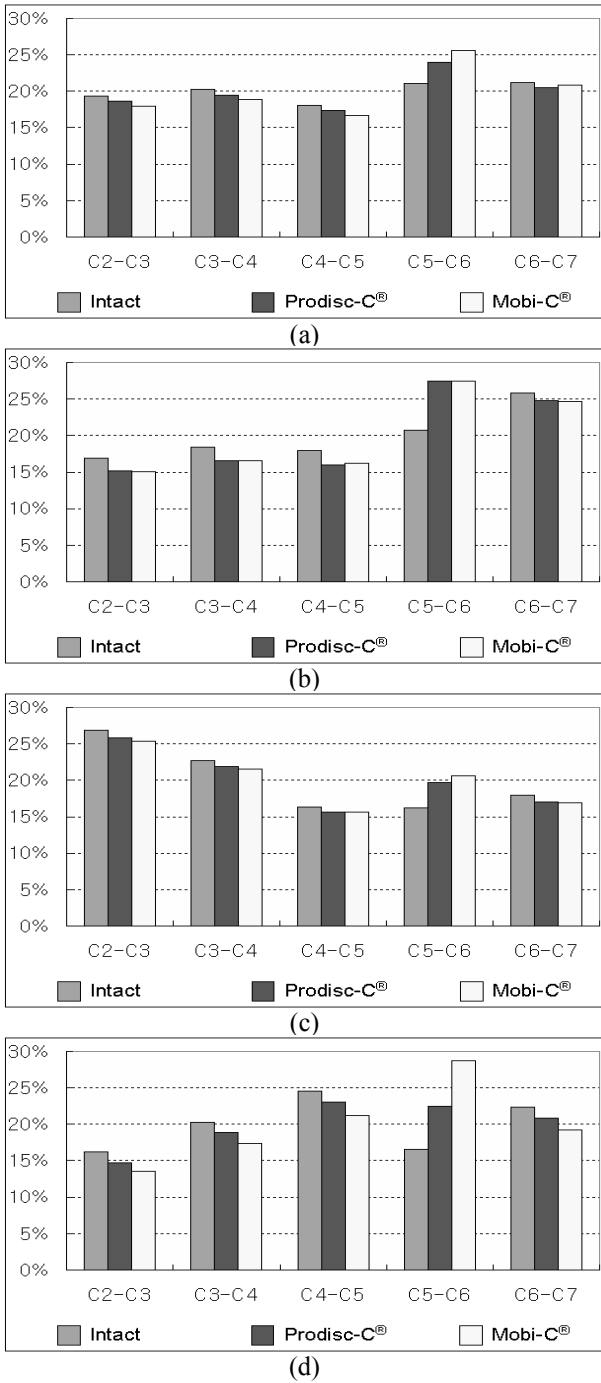 30%
25%
20%
15%
10%
5%
0%
C2-C3 C3-C4 C4-C5 C5-C6 C6-C7
Intact Prodisc-C® Mobi-C®
(a)
30%
25%
20%
15%
10%
5%
0%
C2-C3 C3-C4 C4-C5 C5-C6 C6-C7
Intact Prodisc-C® Mobi-C®
(b)
30%
25%
20%
15%
10%
5%
0%
C2-C3 C3-C4 C4-C5 C5-C6 C6-C7
Intact Prodisc-C® Mobi-C®
(c)
30%
25%
20%
15%
10%
5%
0%
C2-C3 C3-C4 C4-C5 C5-C6 C6-C7
Intact Prodisc-C® Mobi-C®
(d)